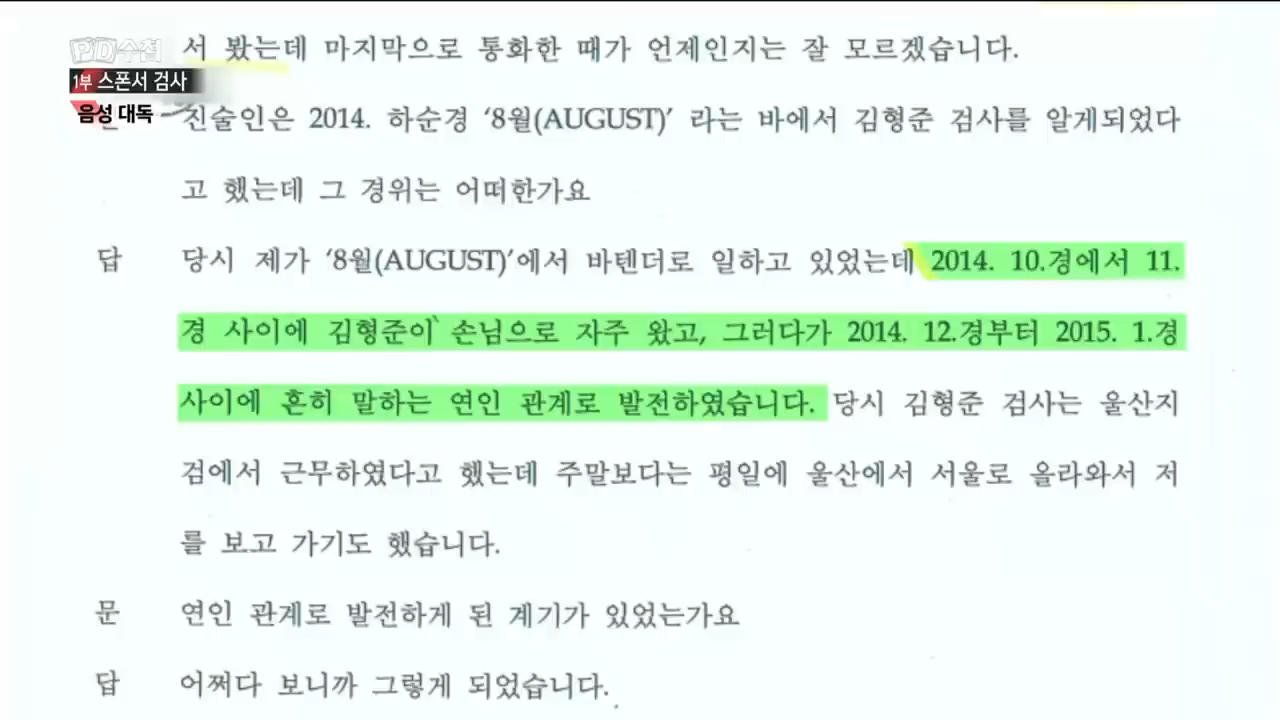 PD수첩
1부 스폰서 검사
음성 대독
서 봤는데 마지막으로 통화한 때가 언제인지는 잘 모르겠습니다.
진술인은 2014. 하순경 ‘8월(AUGUST)’ 라는 바에서 김형준 검사를 알게되었다
고 했는데 그 경위는 어떠한가요
답 당시 제가 ‘8월(AUGUST)’에서 바텐더로 일하고 있었는데 2014. 10.경에서 11.
경 사이에 김형준이 손님으로 자주 왔고, 그러다가 2014. 12.경부터 2015. 1.경
사이에 흔히 말하는 연인 관계로 발전하였습니다. 당시 김형준 검사는 울산지
검에서 근무하였다고 했는데 주말보다는 평일에 울산에서 서울로 올라와서 저
를 보고 가기도 했습니다.
문 연인 관계로 발전하게 된 계기가 있었는가요
답 어쩌다 보니까 그렇게 되었습니다.